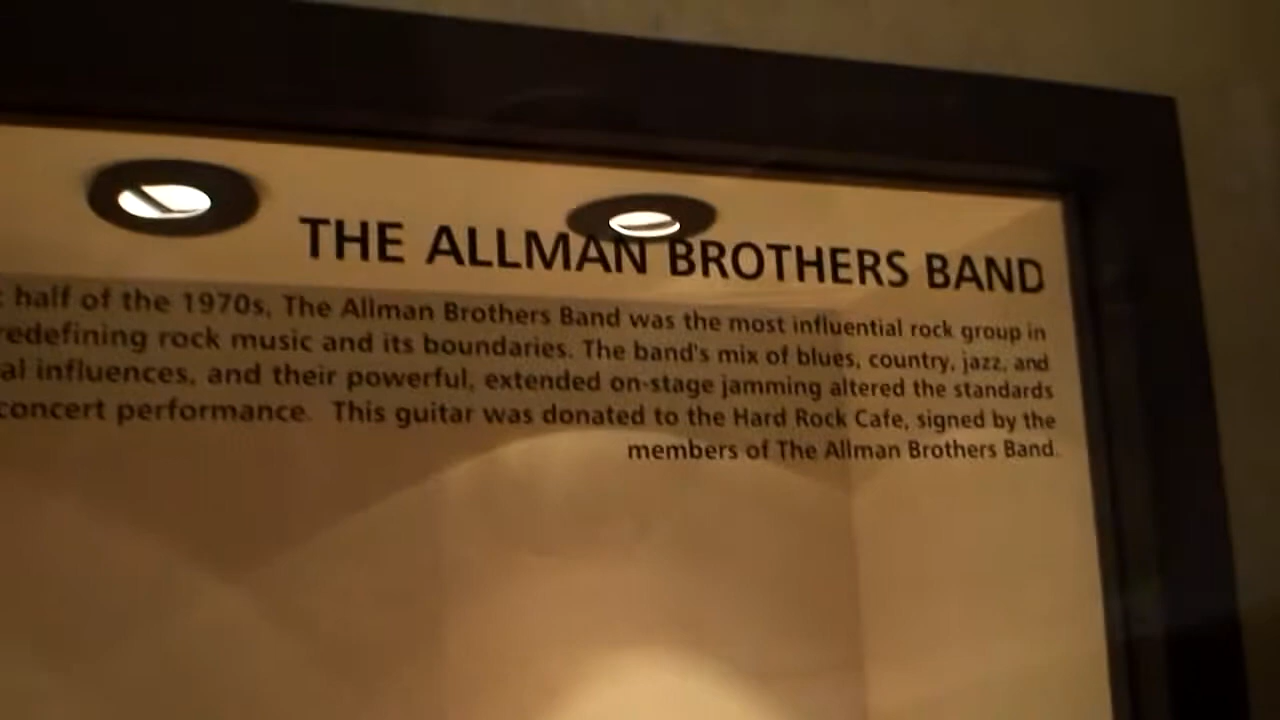 THE ALLMAN BROTHERS BAND
half of the 1970s, The Allman Brothers Band was the most influential rock group in
redefining rock music and its boundaries. The band's mix of blues, country, jazz, and
influences, and their powerful, extended on-stage jamming altered the standards
concert performance. This guitar was donated to the Hard Rock Cafe, signed by the
members of The Allman Brothers Band.